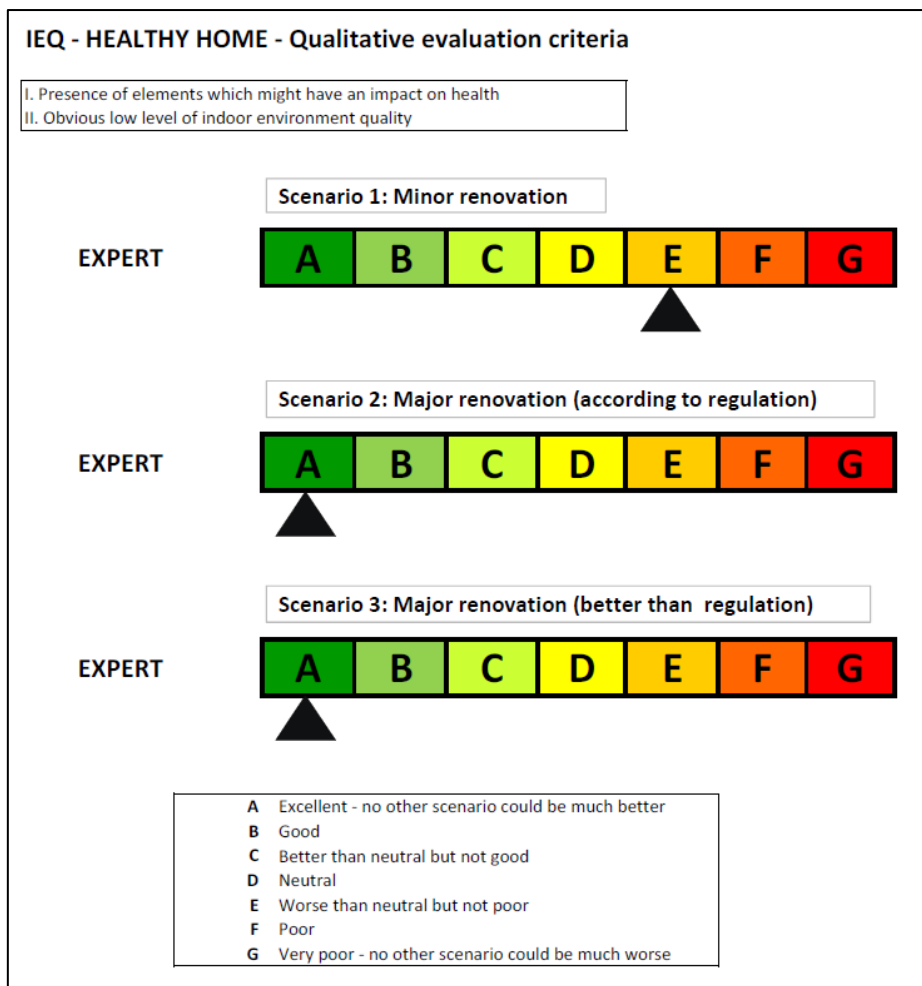 IEQ - HEALTHY HOME - Qualitative evaluation criteria
I. Presence of elements which might have an impact on health
II. Obvious low level of indoor environment quality
Scenario 1: Minor renovation
EXPERT A B C D E F G
Scenario 2: Major renovation (according to regulation)
EXPERT A B C D E F G
Scenario 3: Major renovation (better than  regulation)
EXPERT A B C D E F G
A Excellent - no other scenario could be much better
B Good
C Better than neutral but not good
D Neutral
E Worse than neutral but not poor
F Poor
G Very poor - no other scenario could be much worse